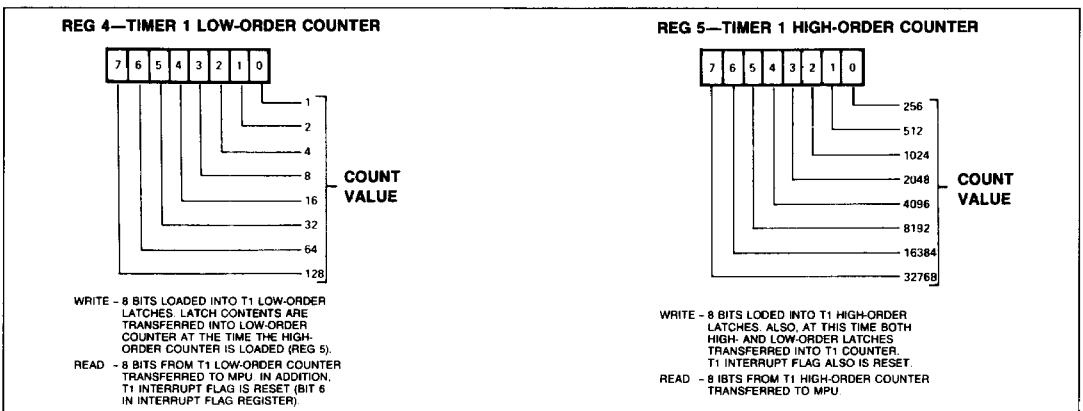 REG 4—TIMER 1 LOW-ORDER COUNTER
7 6 5 4 3 2 1 0
1
2
4
8
16
32
64
128
COUNT
VALUE
WRITE – 8 BITS LOADED INTO T1 LOW-ORDER
LATCHES. LATCH CONTENTS ARE
TRANSFERRED INTO LOW-ORDER
COUNTER AT THE TIME THE HIGH-
ORDER COUNTER IS LOADED (REG 5).
READ – 8 BITS FROM T1 LOW-ORDER COUNTER
TRANSFERRED TO MPU. IN ADDITION,
T1 INTERRUPT FLAG IS RESET (BIT 6
IN INTERRUPT FLAG REGISTER).
REG 5—TIMER 1 HIGH-ORDER COUNTER
7 6 5 4 3 2 1 0
256
512
1024
2048
4096
8192
16384
32768
COUNT
VALUE
WRITE – 8 BITS LODED INTO T1 HIGH-ORDER
LATCHES. ALSO, AT THIS TIME BOTH
HIGH- AND LOW-ORDER LATCHES
TRANSFERRED INTO T1 COUNTER.
T1 INTERRUPT FLAG ALSO IS RESET.
READ – 8 IBTS FROM T1 HIGH-ORDER COUNTER
TRANSFERRED TO MPU.